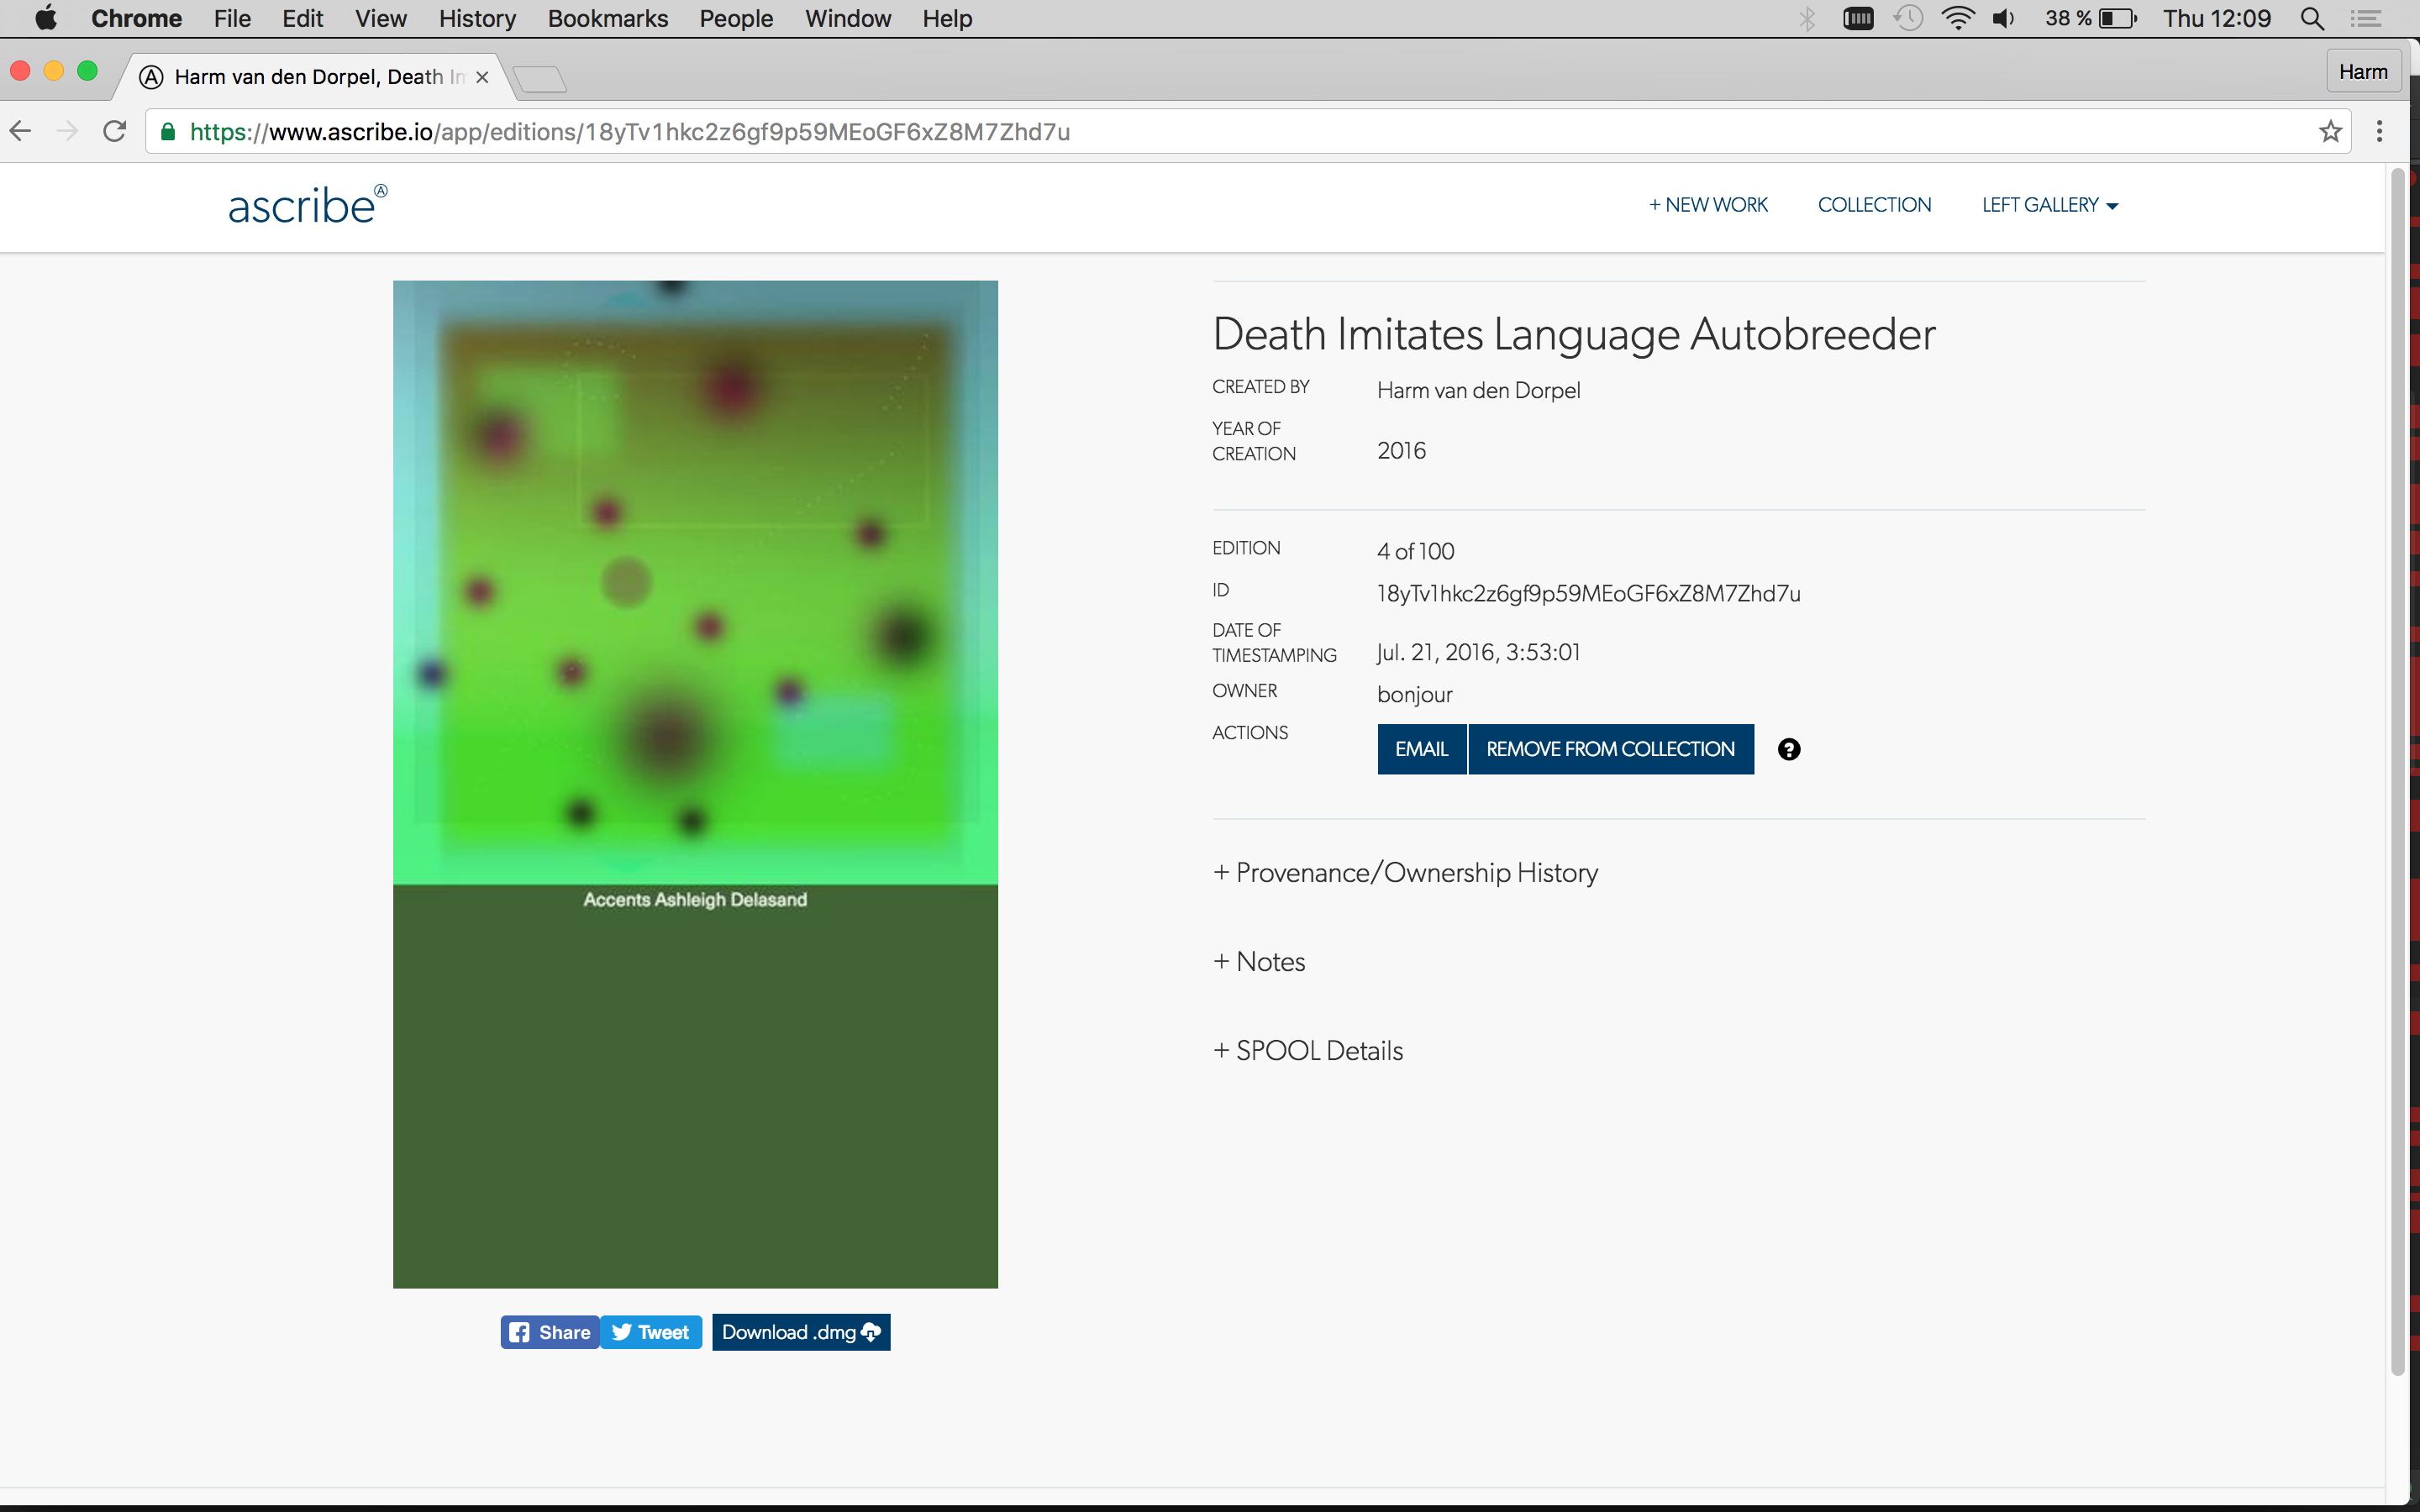 Chrome File Edit View History Bookmarks People Window Help 38 % Thu 12:09
Harm van den Dorpel, Death Im Harm
https://www.ascribe.io/app/editions/18yTv1hkc2z6gf9p59MEoGF6xZ8M7Zhd7u
ascribe
+ NEW WORK COLLECTION LEFT GALLERY
Death Imitates Language Autobreeder
CREATED BY Harm van den Dorpel
YEAR OF
CREATION 2016
EDITION 4 of 100
ID 18yTv1hkc2z6gf9p59MEoGF6xZ8M7Zhd7u
DATE OF
TIMESTAMPING Jul. 21, 2016, 3:53:01
OWNER bonjour
ACTIONS EMAIL REMOVE FROM COLLECTION ?
+ Provenance/Ownership History
Accents Ashleigh Delasand
+ Notes
+ SPOOL Details
Share Tweet Download .dmg